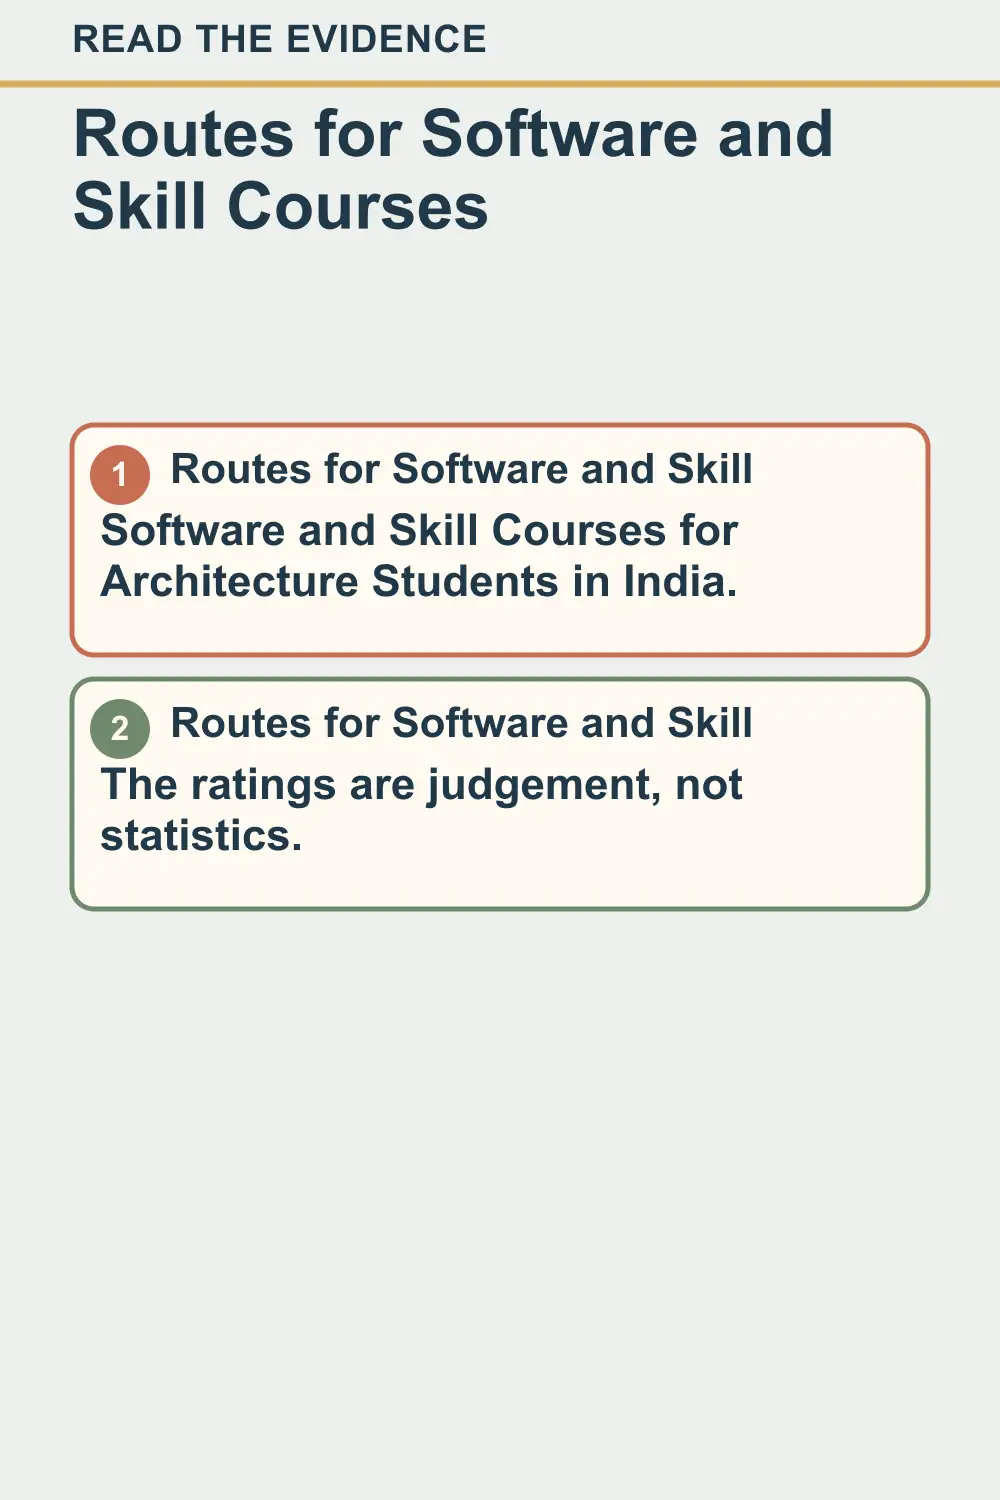 READ THE EVIDENCE
Routes for Software and
Skill Courses
1 Routes for Software and Skill
Software and Skill Courses for
Architecture Students in India.
2 Routes for Software and Skill
The ratings are judgement, not
statistics.